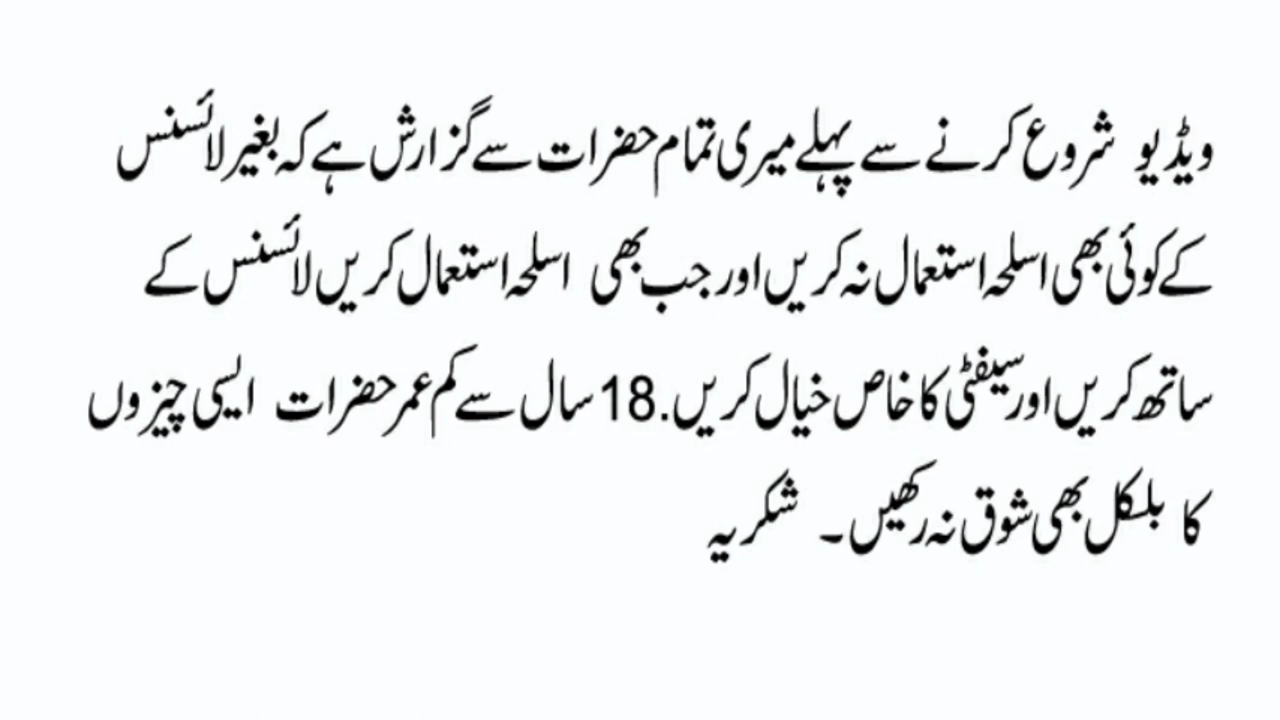 ویڈیو شروع کرنے سے پہلے میری تمام حضرات سے گزارش ہے کہ بغیر لائسنس
کے کوئی بھی اسلحہ استعمال نہ کریں اور جب بھی اسلحہ استعمال کریں لائسنس کے
ساتھ کریں اور سیفٹی کا خاص خیال کریں.18 سال سے کم عمر حضرات ایسی چیزوں
کا بلکل بھی شوق نہ رکھیں۔ شکریہ